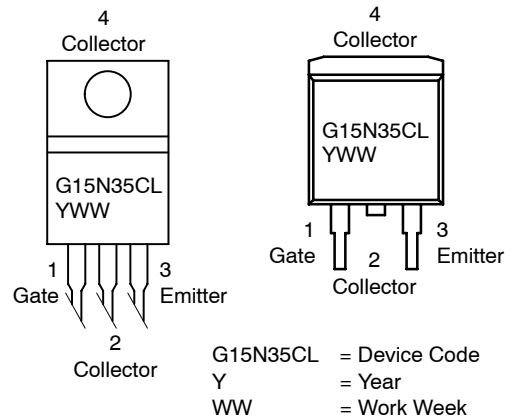 4
Collector
G15N35CL
YWW
1
Gate
3
Emitter
2
Collector
4
Collector
G15N35CL
YWW
1
Gate
3
Emitter
2
Collector
G15N35CL = Device Code
Y = Year
WW = Work Week